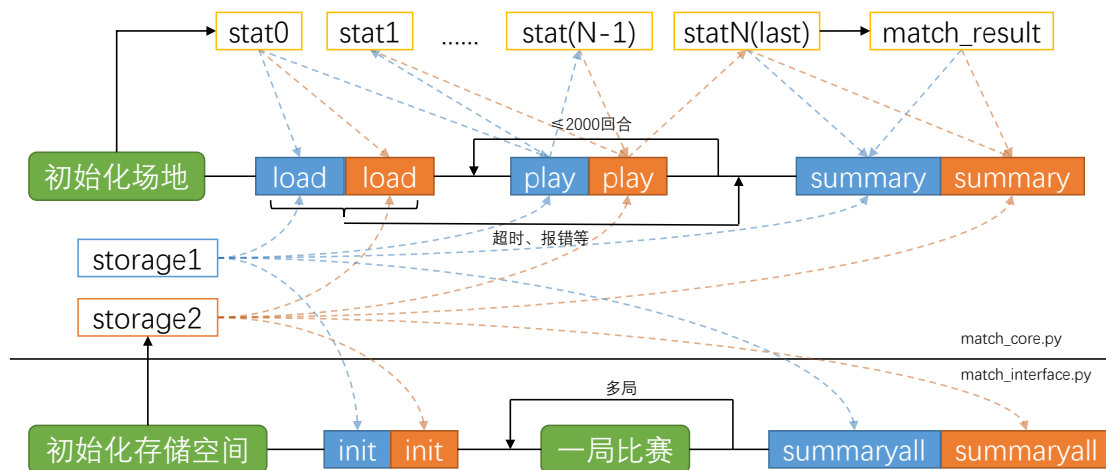 stat0
stat1
......
stat(N-1)
statN(last)
match_result
≤2000回合
初始化场地
load
load
play
play
summary
summary
超时、报错等
storage1
storage2
match_core.py
match_interface.py
多局
初始化存储空间
init
init
一局比赛
summaryall
summaryall